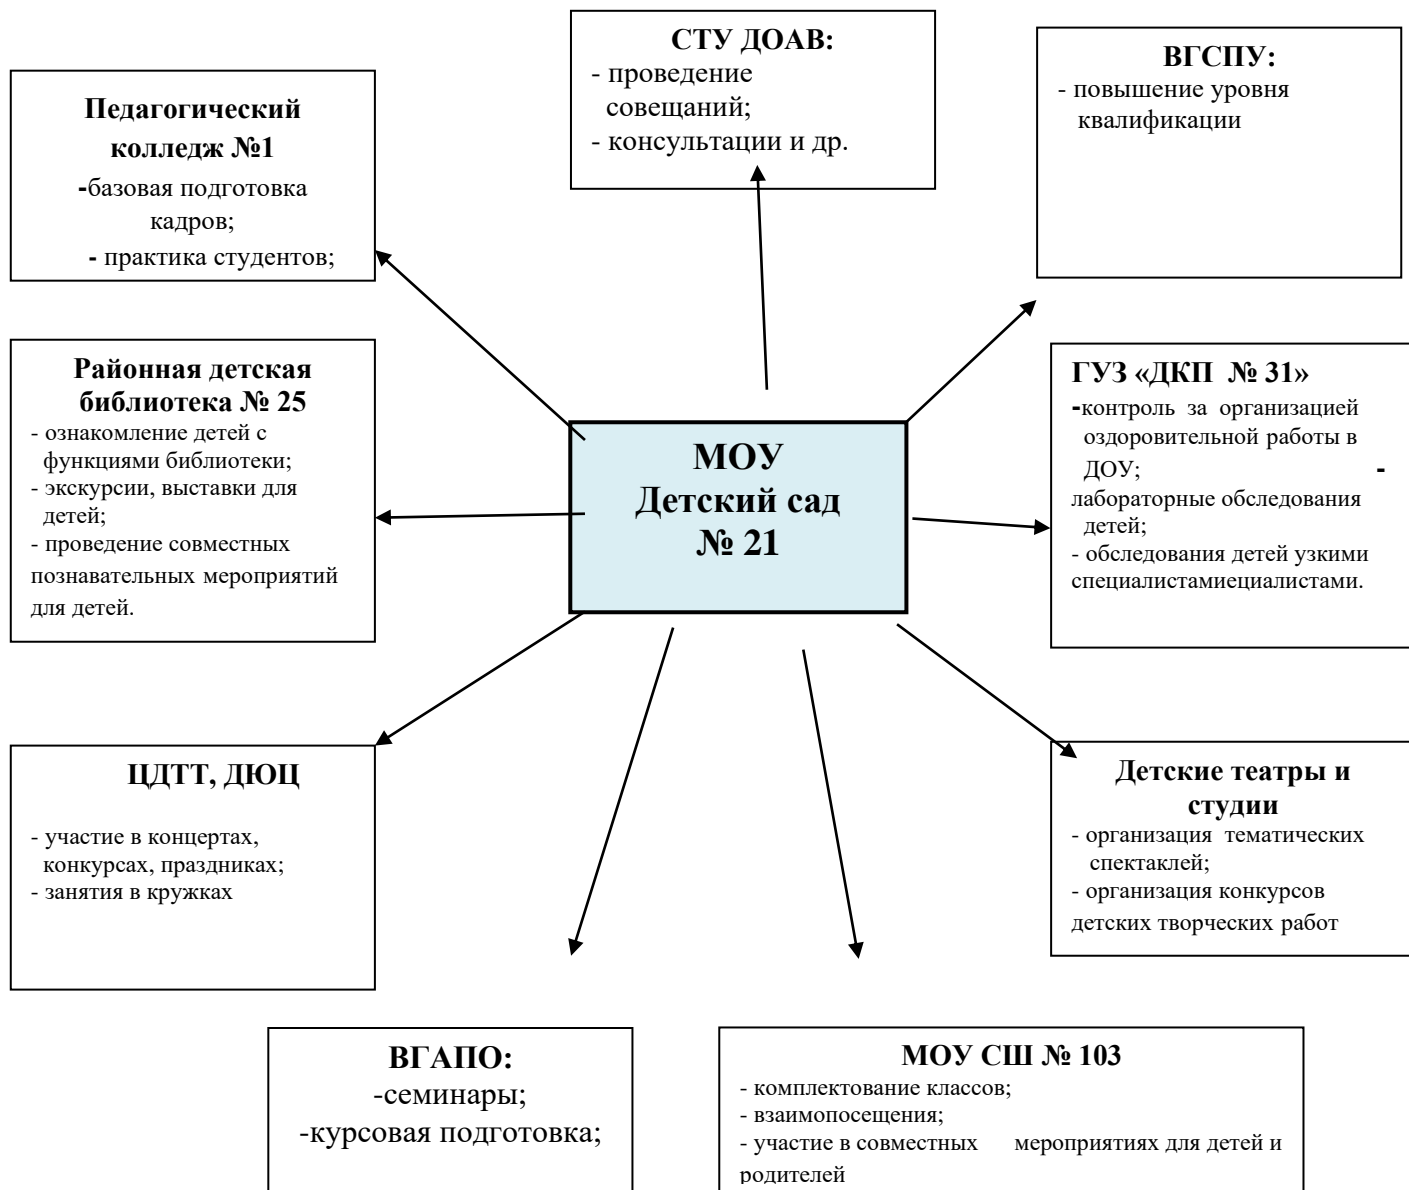 СТУ ДОАВ:
- проведение
совещаний;
- консультации и др.
ВГСПУ:
- повышение уровня
квалификации
Педагогический
колледж №1
-базовая подготовка
кадров;
- практика студентов;
Районная детская
библиотека № 25
- ознакомление детей с
функциями библиотеки;
- экскурсии, выставки для
детей;
- проведение совместных
познавательных мероприятий
для детей.
МОУ
Детский сад
№ 21
ГУЗ «ДКП № 31»
-контроль за организацией
оздоровительной работы в
ДОУ; -
лабораторные обследования
детей;
- обследования детей узкими
специалистамиециалистами.
ЦДТТ, ДЮЦ
- участие в концертах,
конкурсах, праздниках;
- занятия в кружках
Детские театры и
студии
- организация тематических
спектаклей;
- организация конкурсов
детских творческих работ
ВГАПО:
-семинары;
-курсовая подготовка;
МОУ СШ № 103
- комплектование классов;
- взаимопосещения;
- участие в совместных мероприятиях для детей и
родителей